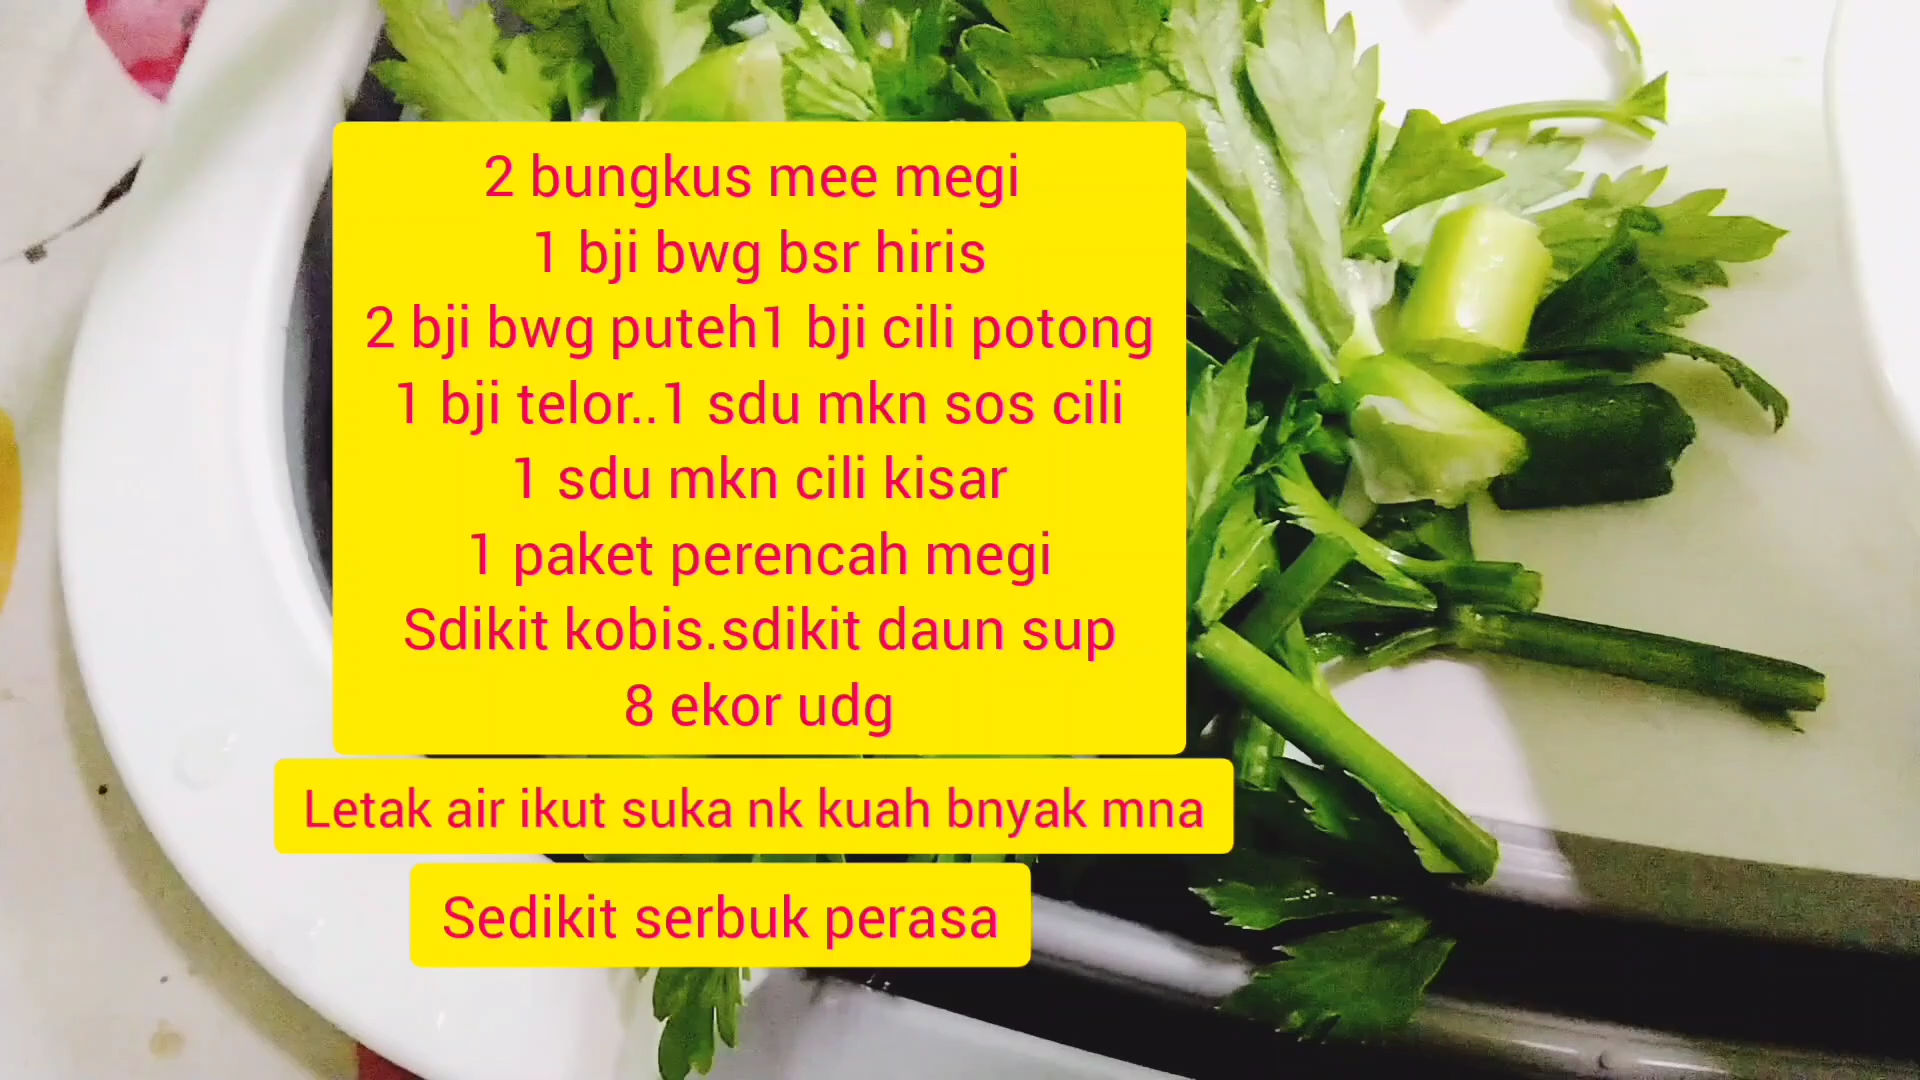 2 bungkus mee megi
1 bji bwg bsr hiris
2 bji bwg puteh1 bji cili potong
1 bji telor..1 sdu mkn sos cili
1 sdu mkn cili kisar
1 paket perencah megi
Sdikit kobis.sdikit daun sup
8 ekor udg
Letak air ikut suka nk kuah bnyak mna
Sedikit serbuk perasa